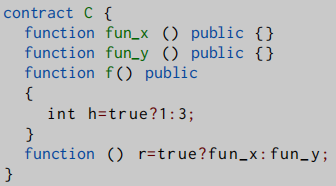 contract C {
function fun_x () public {}
function fun_y () public {}
function f() public
{
int h=true?1:3;
}
function () r=true?fun_x:fun_y;
}